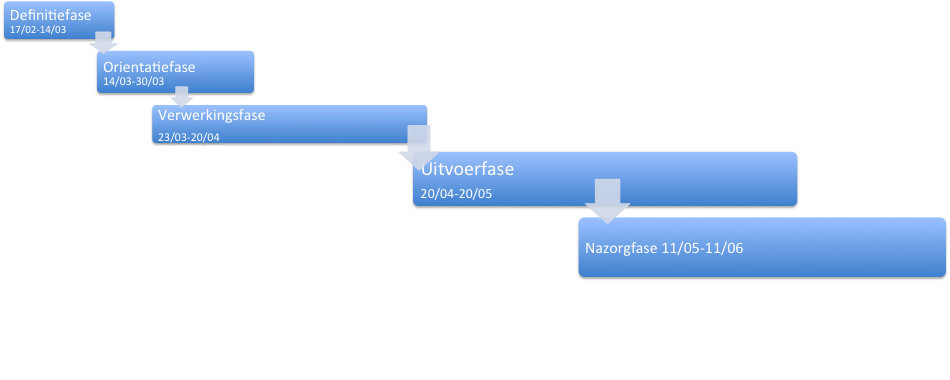 Definitiefase
17/02-14/03
Orientatiefase
14/03-30/03
Verwerkingsfase
23/03-20/04
Uitvoerfase
20/04-20/05
Nazorgfase 11/05-11/06